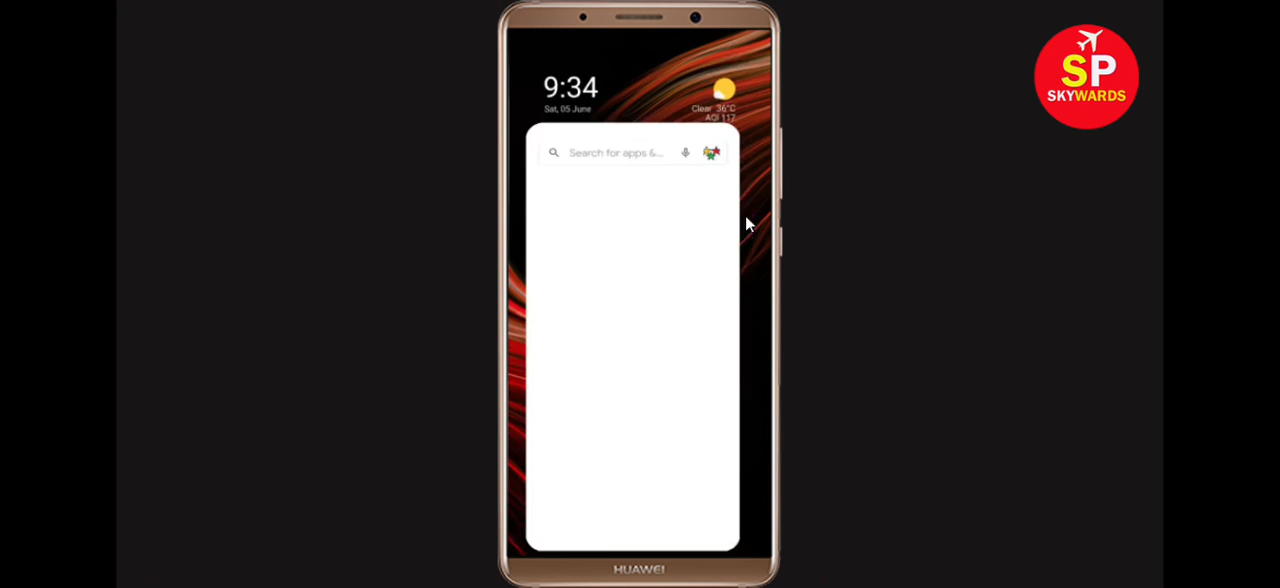 9:34
Sat, 05 June
Clear 36°C
AQI 117
Search for apps &...
SP
SKYWARDS
HUAWEI